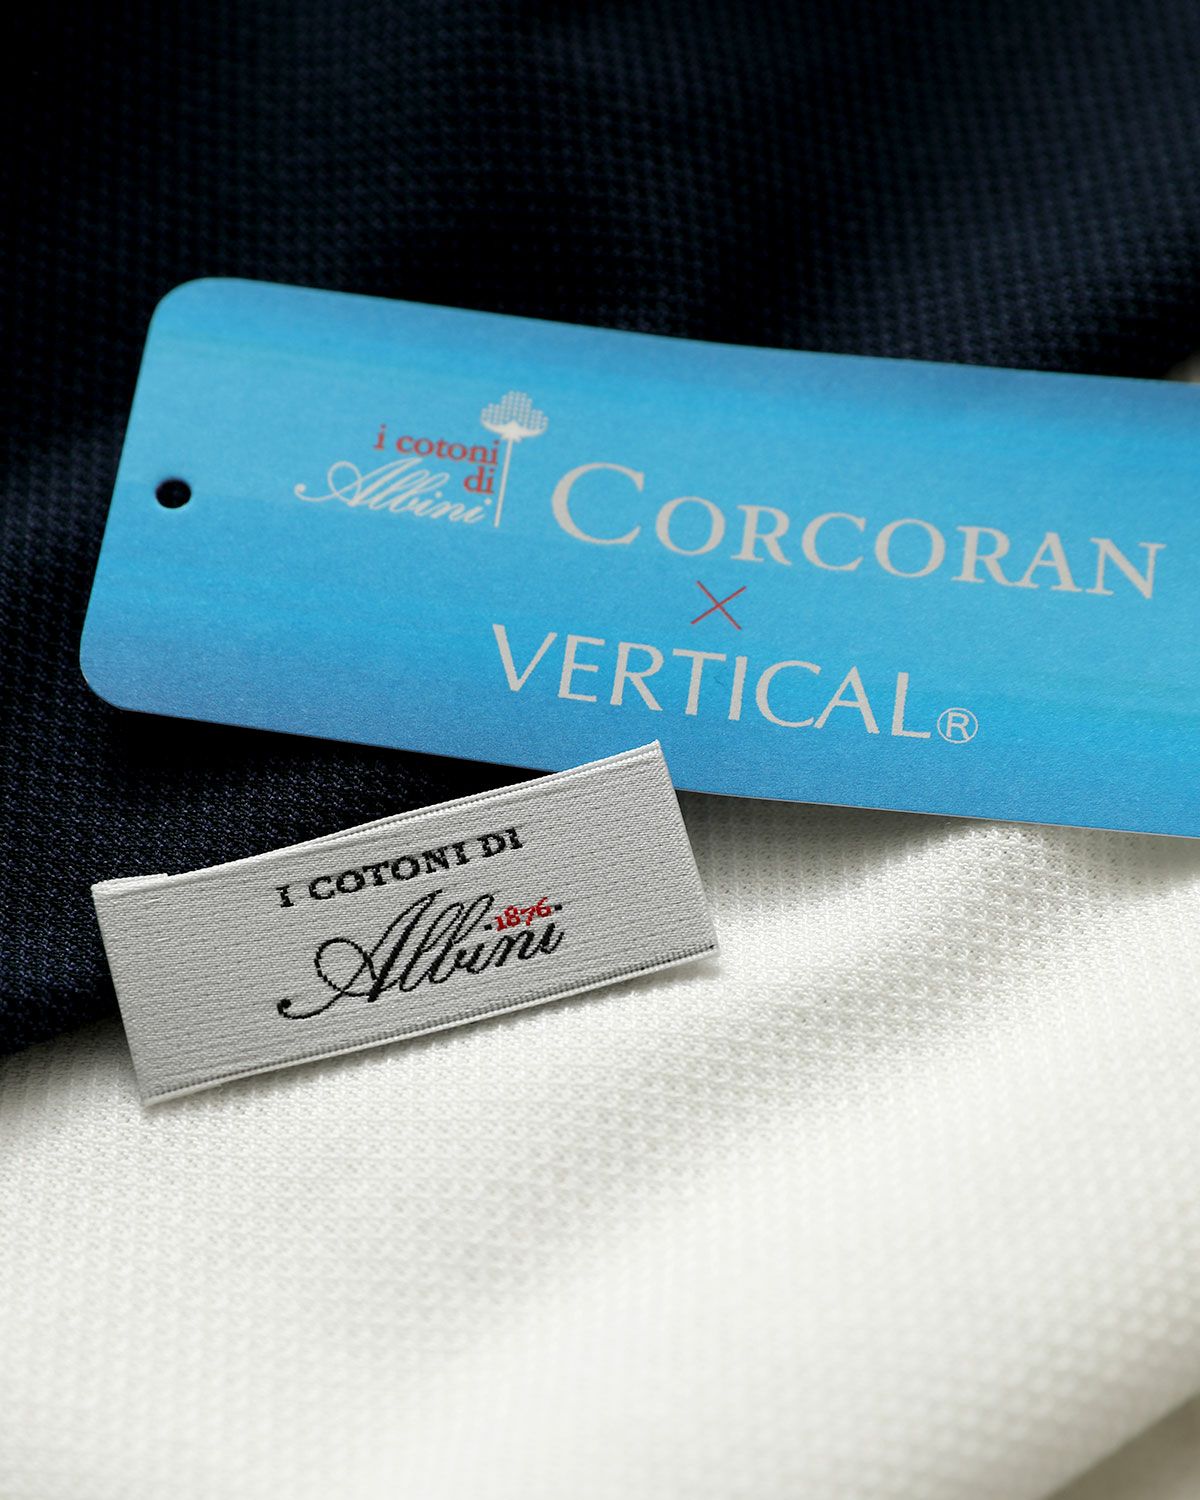 i cotoni
di
Albini
CORCORAN
×
VERTICAL®
I COTONI DI
·1876·
Albini